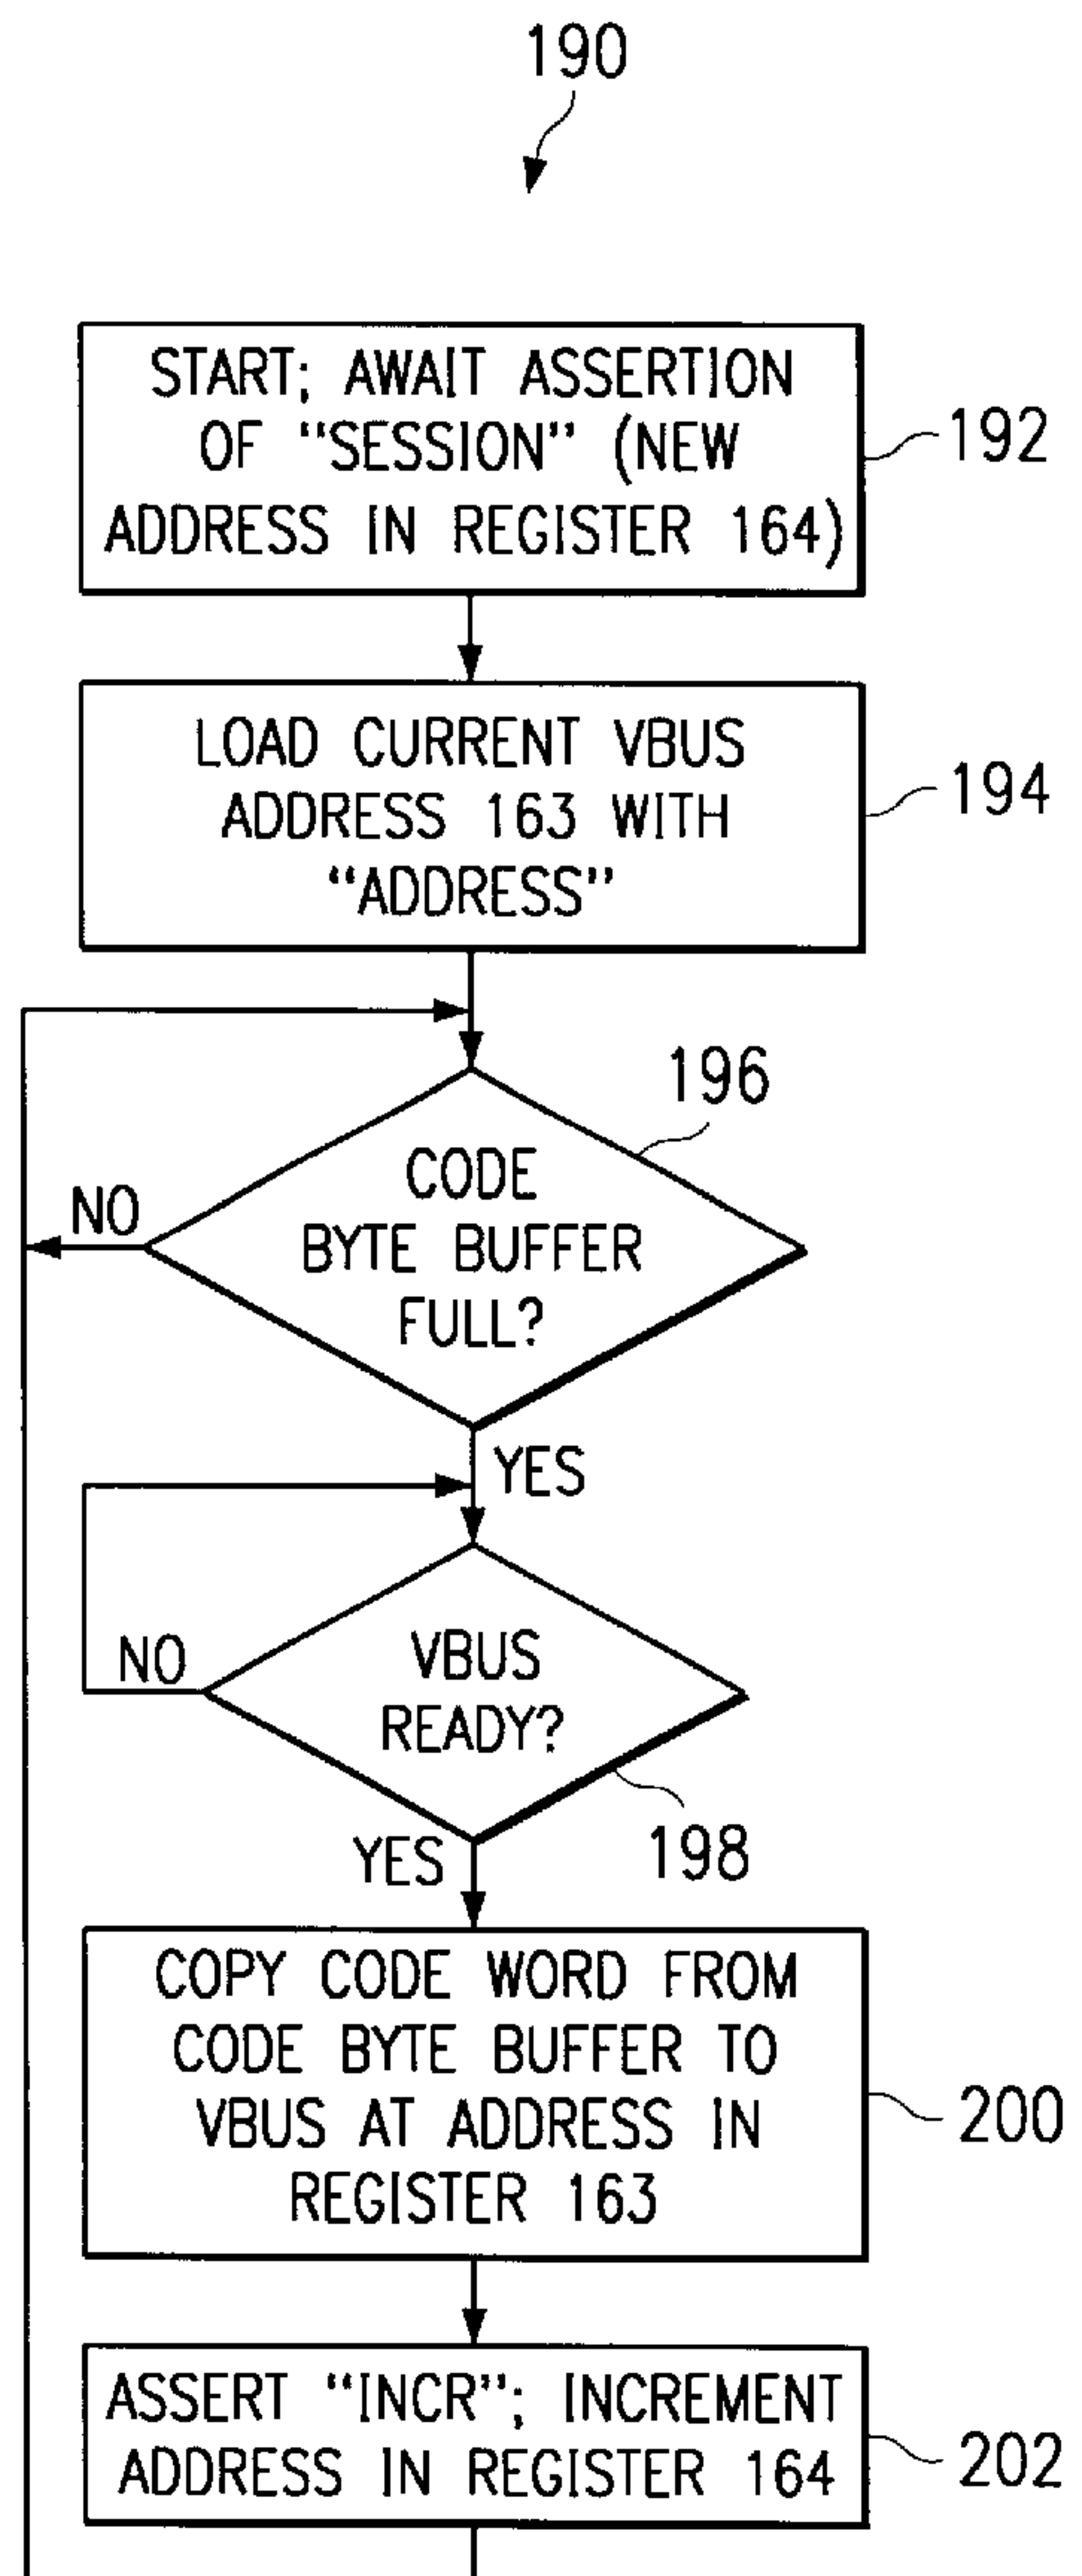 190
START; AWAIT ASSERTION
OF "SESSION" (NEW
ADDRESS IN REGISTER 164)
192
LOAD CURRENT VBUS
ADDRESS 163 WITH
"ADDRESS"
194
196
CODE
BYTE BUFFER
FULL?
NO
YES
VBUS
READY?
NO
198
YES
COPY CODE WORD FROM
CODE BYTE BUFFER TO
VBUS AT ADDRESS IN
REGISTER 163
200
ASSERT "INCR"; INCREMENT
ADDRESS IN REGISTER 164
202